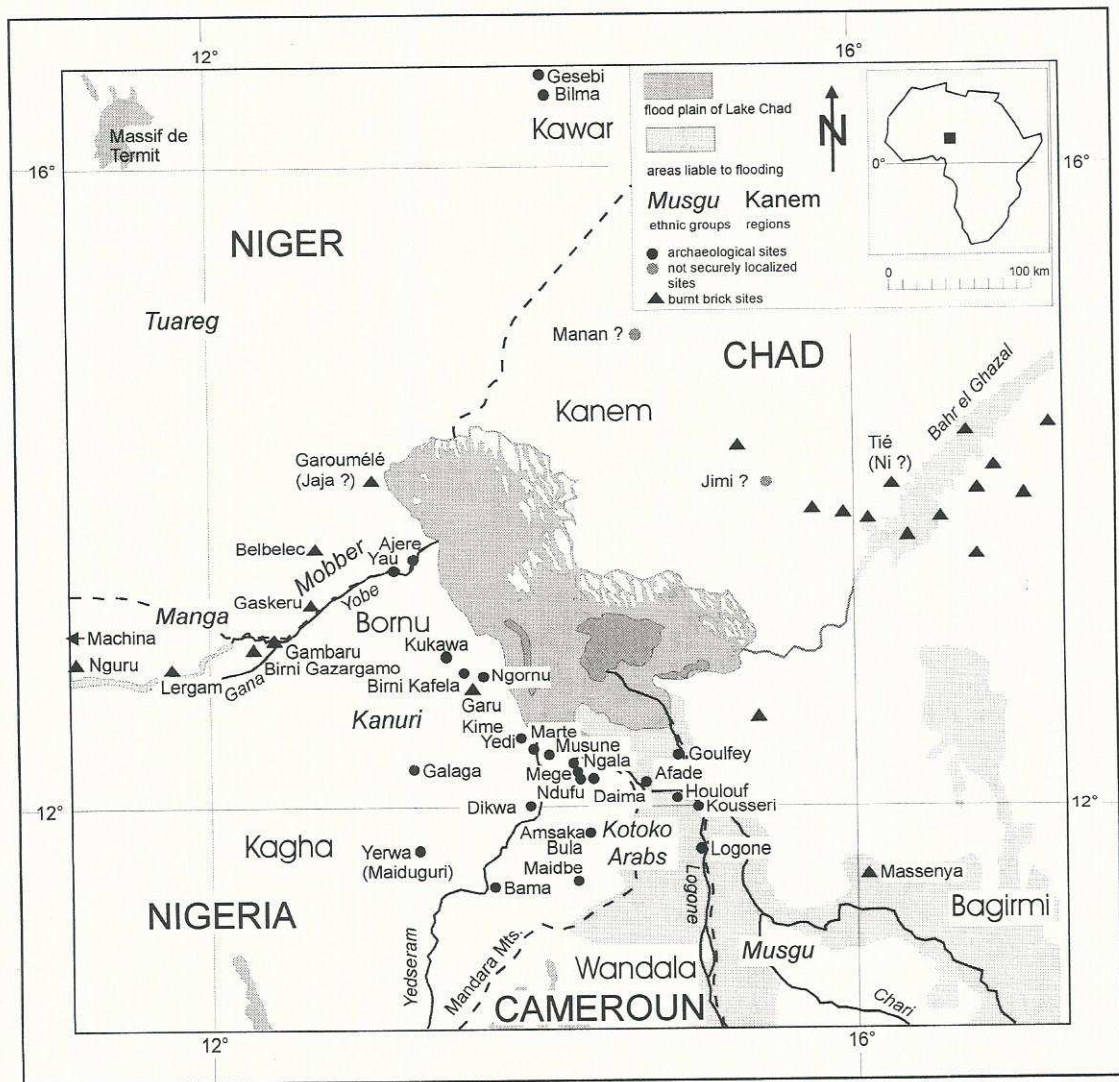 12°
16°
Gesebi
Bilma
Kawar
Massif de
Termit
flood plain of Lake Chad
areas liable to flooding
Musgu Kanem
ethnic groups regions
archaeological sites
not securely localized
sites
burnt brick sites
N
0°
0 100 km
16°
16°
NIGER
Tuareg
Manan ?
CHAD
Kanem
Bahr el Ghazal
Garoumélé
(Jaja ?)
Jimi ?
Tié
(Ni ?)
Belbelec
Mobber
Ajere
Yau
Gaskeru
Yobe
Manga
Bornu
Machina
Nguru
Lergam
Gana
Gambaru
Birni Gazargamo
Kukawa
Birni Kafela
Ngornu
Garu
Kime
Kanuri
Yedi
Marte
Musune
Ngala
Goulfey
Galaga
Mege
Ndufu
Daima
Afade
Houlouf
Kousseri
12°
Dikwa
Kagha
Amsaka
Bula
Kotoko
Arabs
Logone
Yerwa
(Maiduguri)
Maidbe
Massenya
Bama
Bagirmi
NIGERIA
Logone
Yedseram
Mandara Mts.
Musgu
Wandala
Chari
CAMEROUN
12°
16°